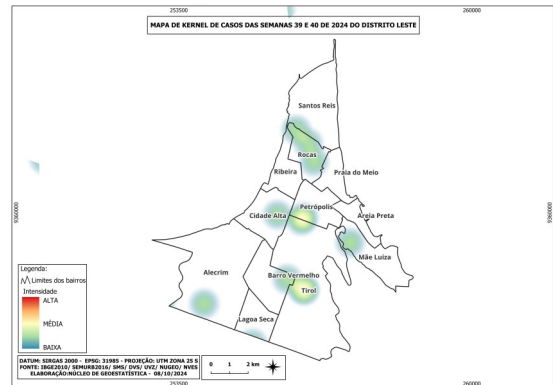 253500
260000
MAPA DE KERNEL DE CASOS DAS SEMANAS 39 E 40 DE 2024 DO DISTRITO LESTE
Santos Reis
Rocas
Ribeira
Praia do Meio
Petrópolis
Cidade Alta
Areia Preta
9360000
9360000
Mãe Luiza
Alecrim
Barro Vermelho
Tirol
Lagoa Seca
Legenda:
Limites dos bairros
Intensidade
ALTA
MÉDIA
BAIXA
DATUM: SIRGAS 2000 - EPSG: 31985 - PROJEÇÃO: UTM ZONA 25 S
FONTE: IBGE2010/ SEMURB2016/ SMS/ DVS/ UVZ/ NUGEO/ NVES
ELABORAÇÃO:NÚCLEO DE GEOESTATÍSTICA - 08/10/2024
0 1 2 km
253500
260000